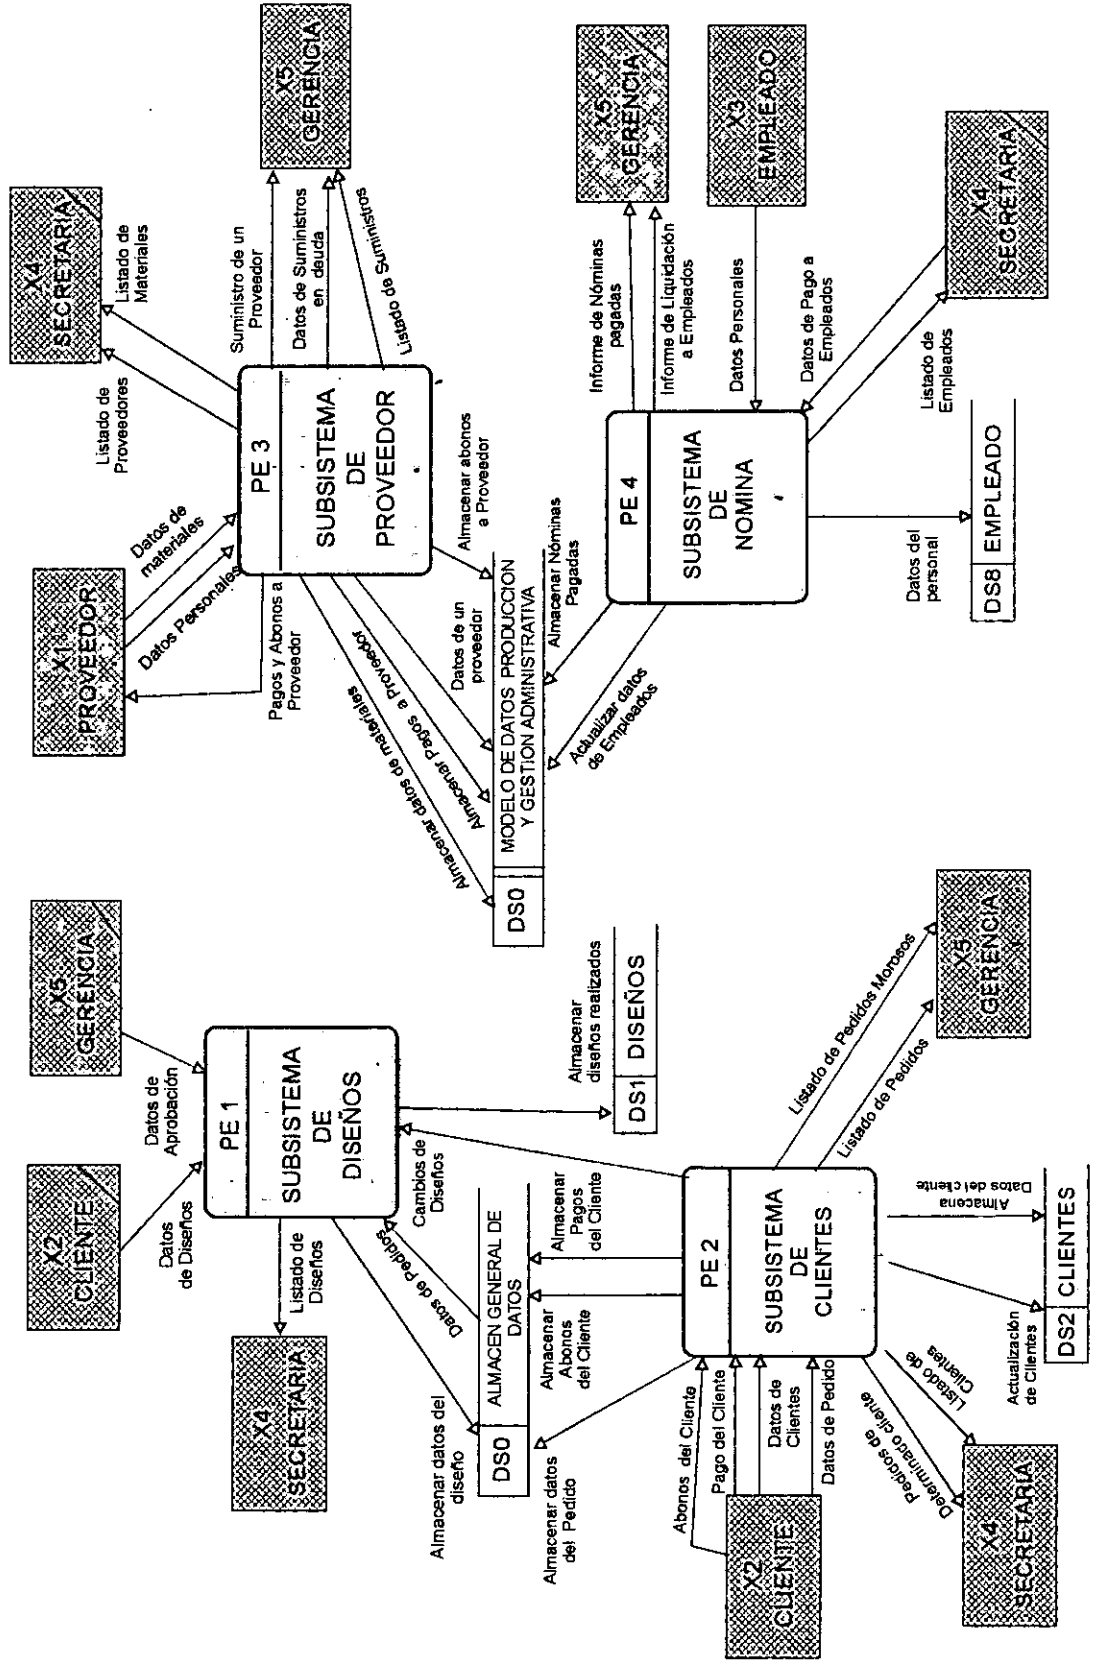 X2
CLIENTE
X5
GERENCIA
Datos
de Diseños
Datos de
Aprobación
PE 1
SUBSISTEMA
DE
DISEÑOS
X4
SECRETARIA
Listado de
Diseños
Almacenar datos del
diseño
Datos de Pedidos
Cambios de
Diseños
Almacenar
diseños realizados
DS1
DISEÑOS
DS0
ALMACEN GENERAL DE
DATOS
Almacenar datos
del Pedido
Almacenar
Abonos
del Cliente
Almacenar
Pagos
del Cliente
X2
CLIENTE
Abonos del Cliente
Pago del Cliente
Datos de
Clientes
Datos de Pedido
PE 2
SUBSISTEMA
DE
CLIENTES
Listado de Pedidos Morosos
Listado de Pedidos
X5
GERENCIA
Pedidos de
Determinado cliente
Listado de
Clientes
X4
SECRETARIA
Actualización
de Clientes
Almacena
Datos del cliente
DS2
CLIENTES
X1
PROVEEDOR
Datos de
materiales
Datos Personales
Pagos y Abonos a
Proveedor
X4
SECRETARIA
Listado de
Proveedores
Listado de
Materiales
PE 3
SUBSISTEMA
DE
PROVEEDOR
Suministro de un
Proveedor
Datos de Suministros
en deuda
Listado de Suministros
X5
GERENCIA
Almacenar datos de materiales
Almacenar Pagos a Proveedor
Datos de un
proveedor
Almacenar abonos
a Proveedor
DS0
MODELO DE DATOS PRODUCCION
Y GESTION ADMINISTRATIVA
Actualizar datos
de Empleados
Almacenar Nóminas
Pagadas
PE 4
SUBSISTEMA
DE
NOMINA
Informe de Nóminas
pagadas
Informe de Liquidación
a Empleados
X5
GERENCIA
Datos Personales
X3
EMPLEADO
Datos de Pago a
Empleados
Listado de
Empleados
X4
SECRETARIA
Datos del
personal
DS8
EMPLEADO